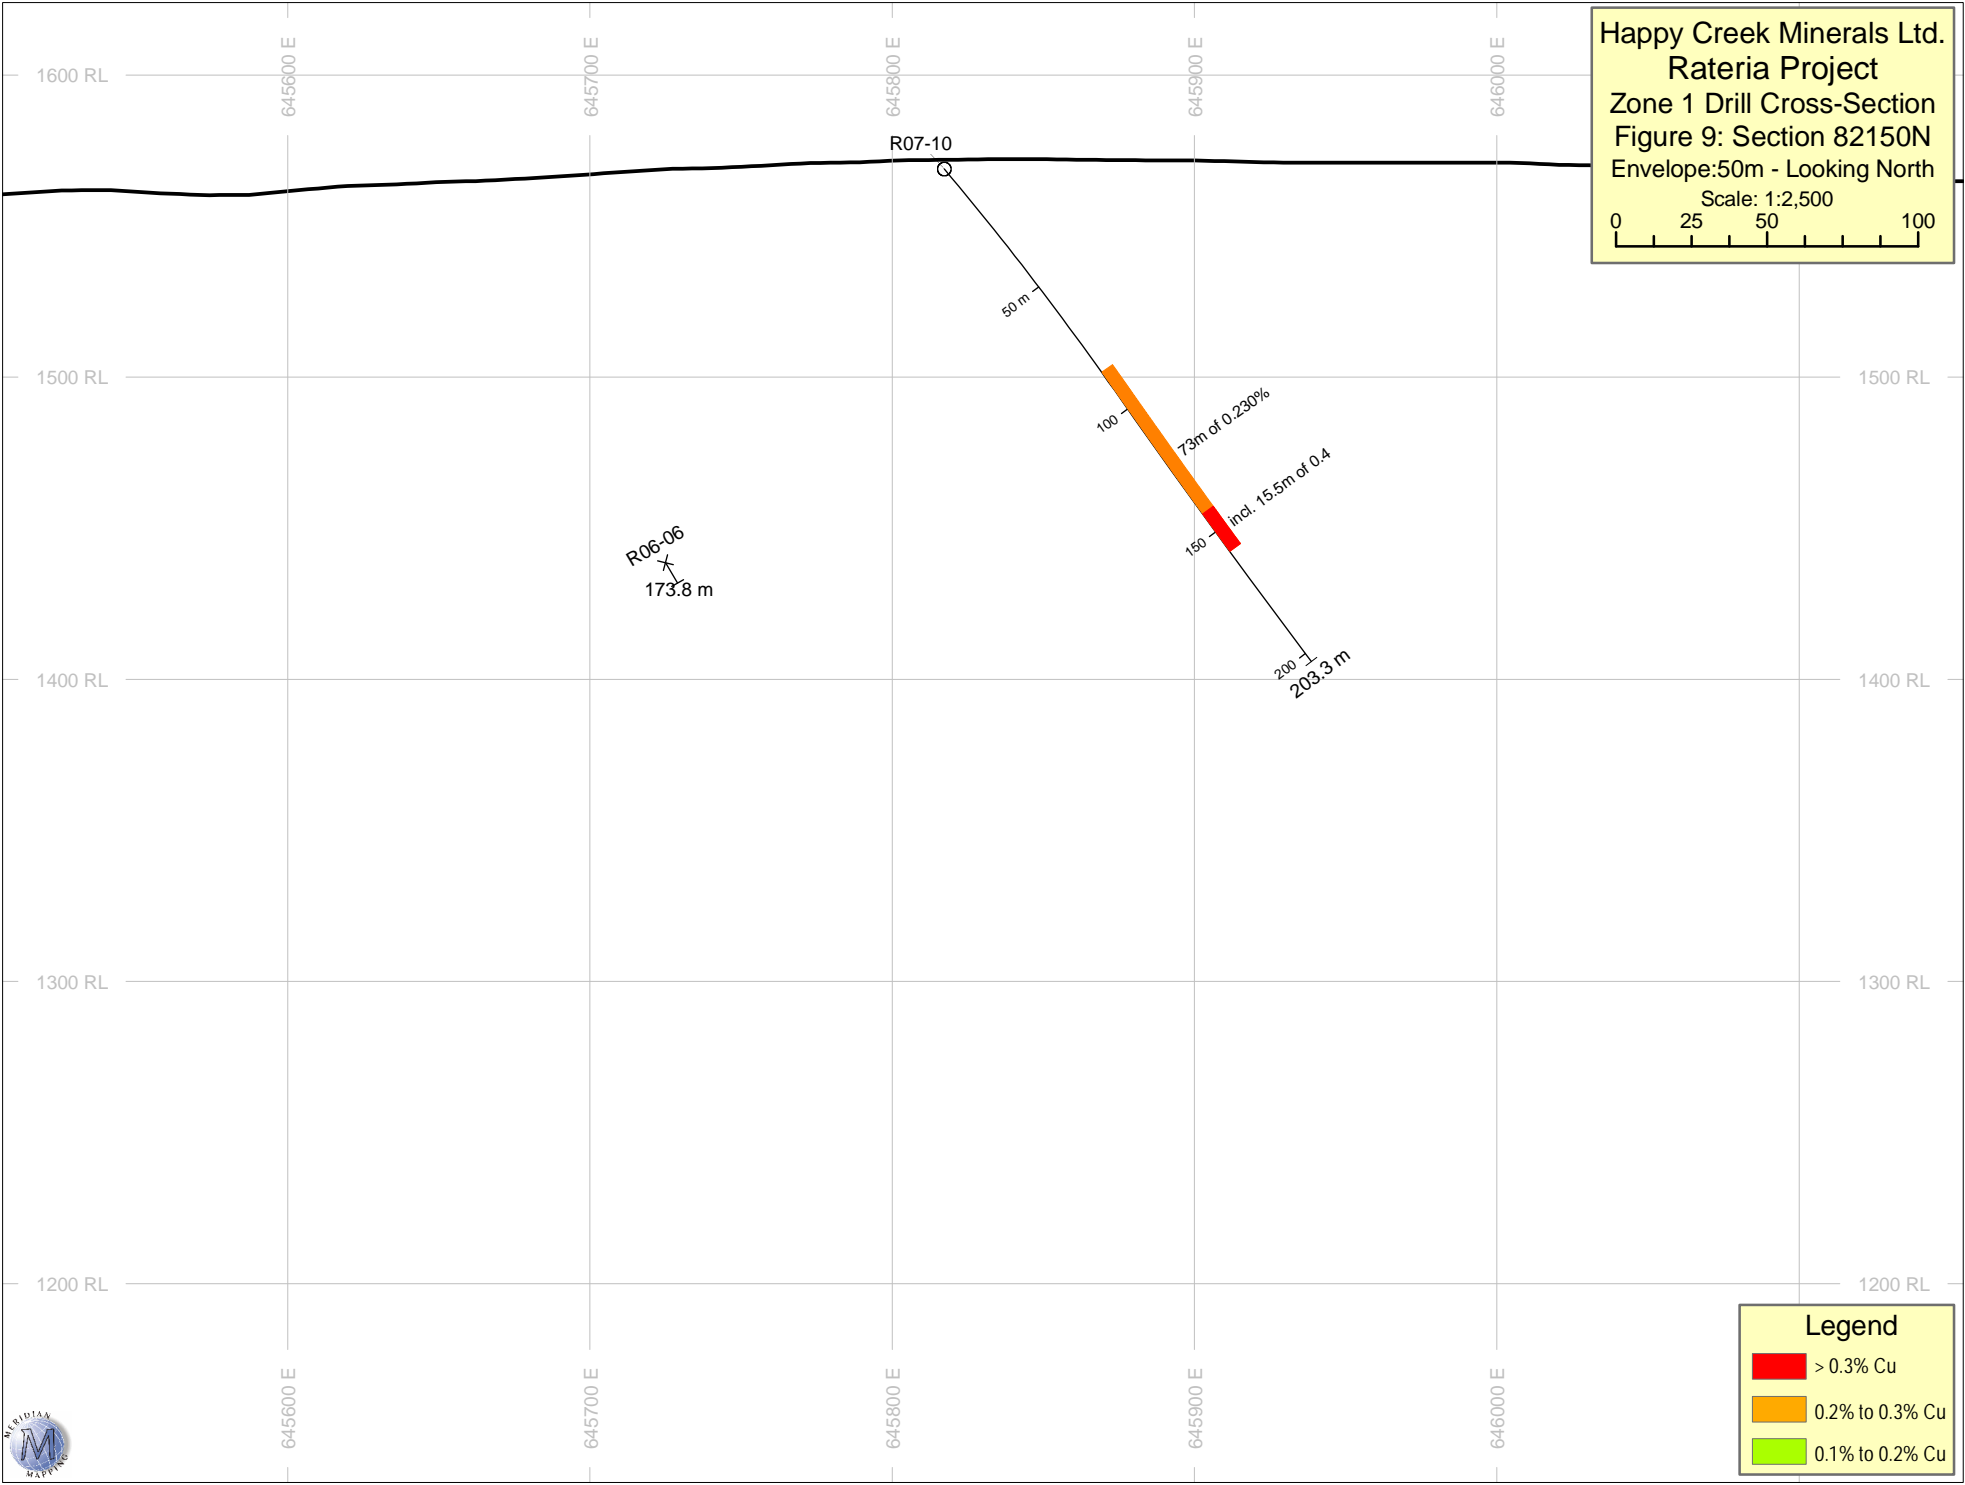 Happy Creek Minerals Ltd.
Rateria Project
Zone 1 Drill Cross-Section
Figure 9: Section 82150N
Envelope:50m - Looking North
Scale: 1:2,500
0 25 50 100
645600 E 645700 E 645800 E 645900 E 646000 E
1600 RL
R07-10
50 m
1500 RL 1500 RL
100
73m of 0.230%
incl. 15.5m of 0.4
150
R06-06
173.8 m
200
203.3 m
1400 RL 1400 RL
1300 RL 1300 RL
1200 RL 1200 RL
645600 E 645700 E 645800 E 645900 E 646000 E
Legend
> 0.3% Cu
0.2% to 0.3% Cu
0.1% to 0.2% Cu
MERIDIAN
M
MAPPING